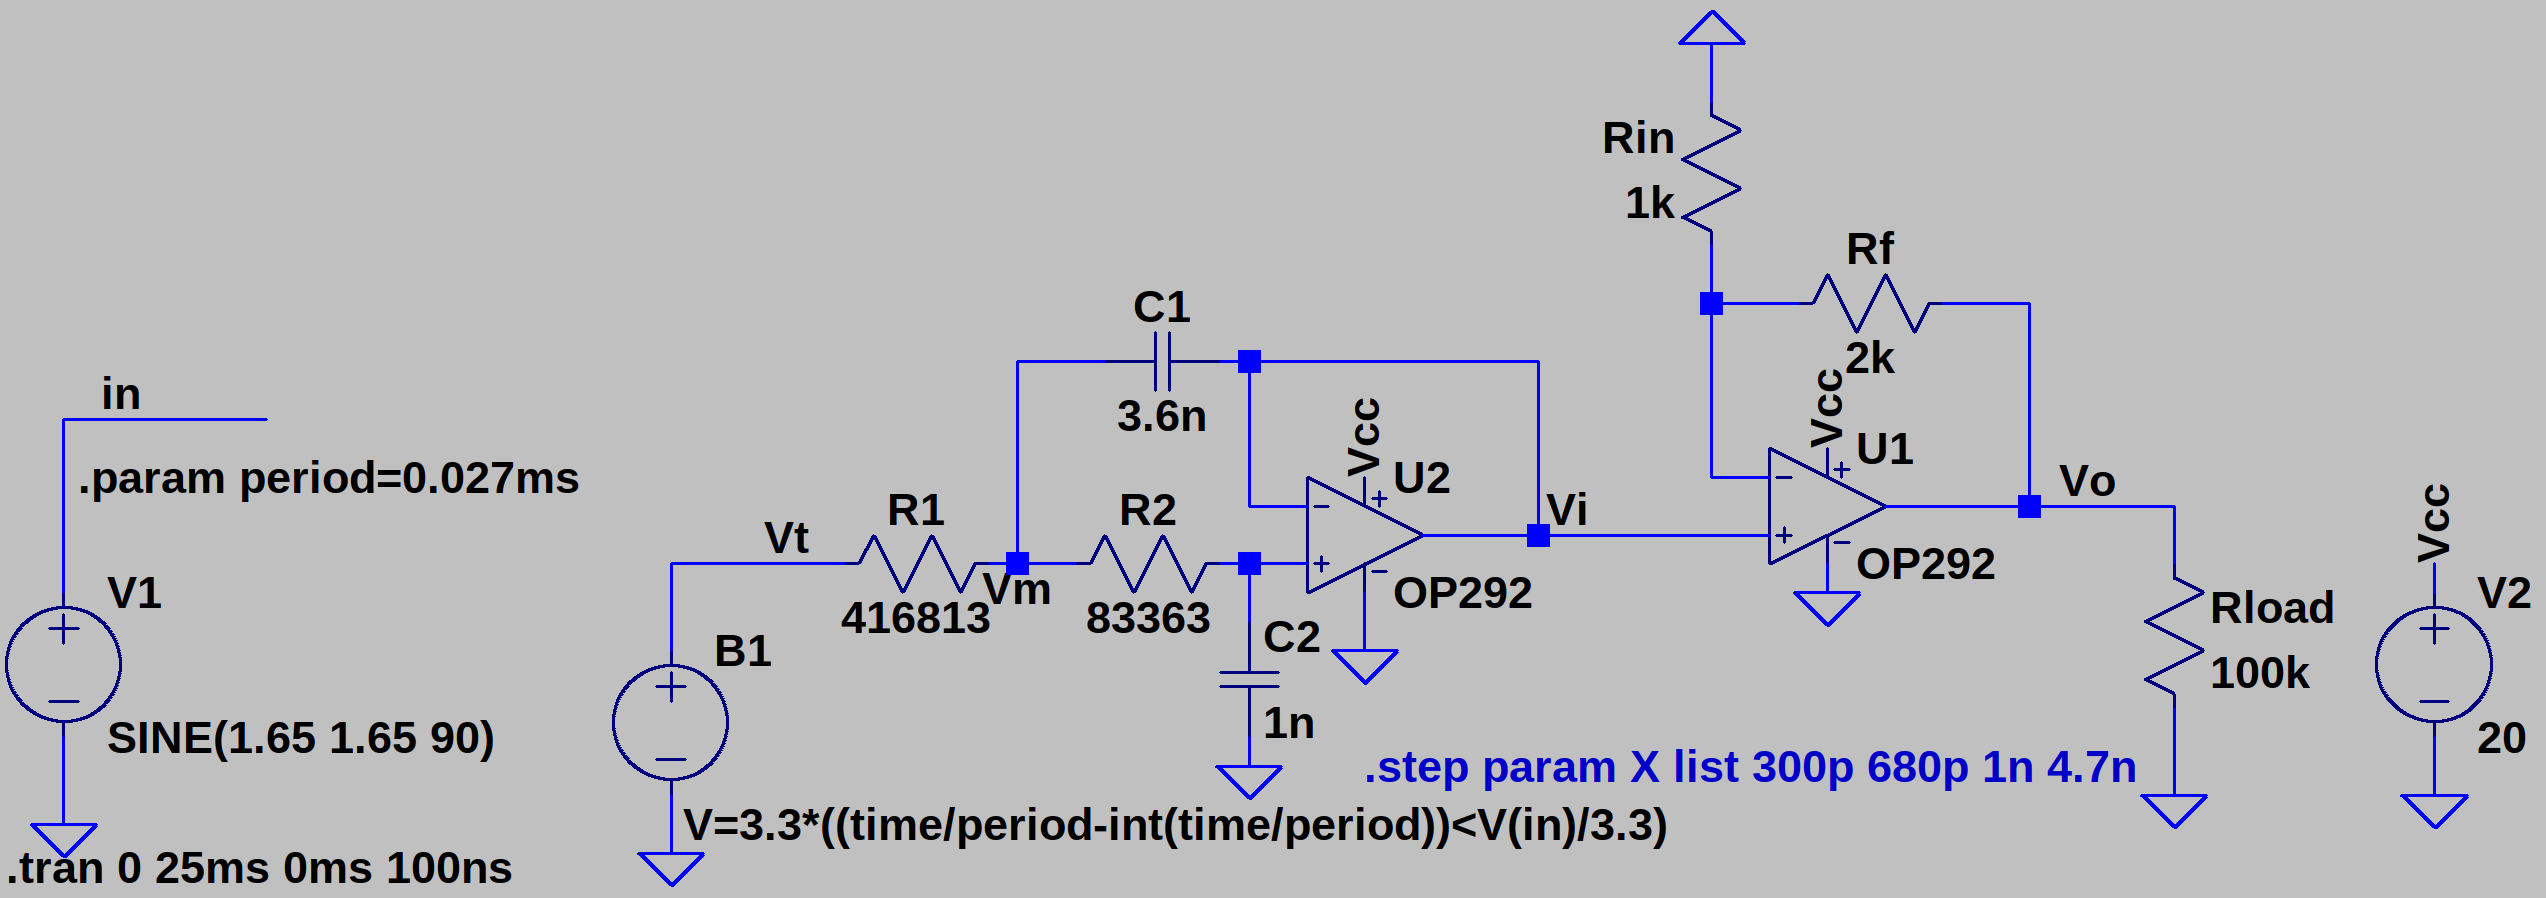 Rin
1k
Rf
2k
C1
3.6n
in
Vcc
Vcc
U1
U2
.param period=0.027ms
Vi
Vo
Vcc
R1
R2
Vt
OP292
V1
Vm
OP292
V2
416813
83363
Rload
B1
C2
100k
1n
SINE(1.65 1.65 90)
20
.step param X list 300p 680p 1n 4.7n
V=3.3*((time/period-int(time/period))<V(in)/3.3)
.tran 0 25ms 0ms 100ns